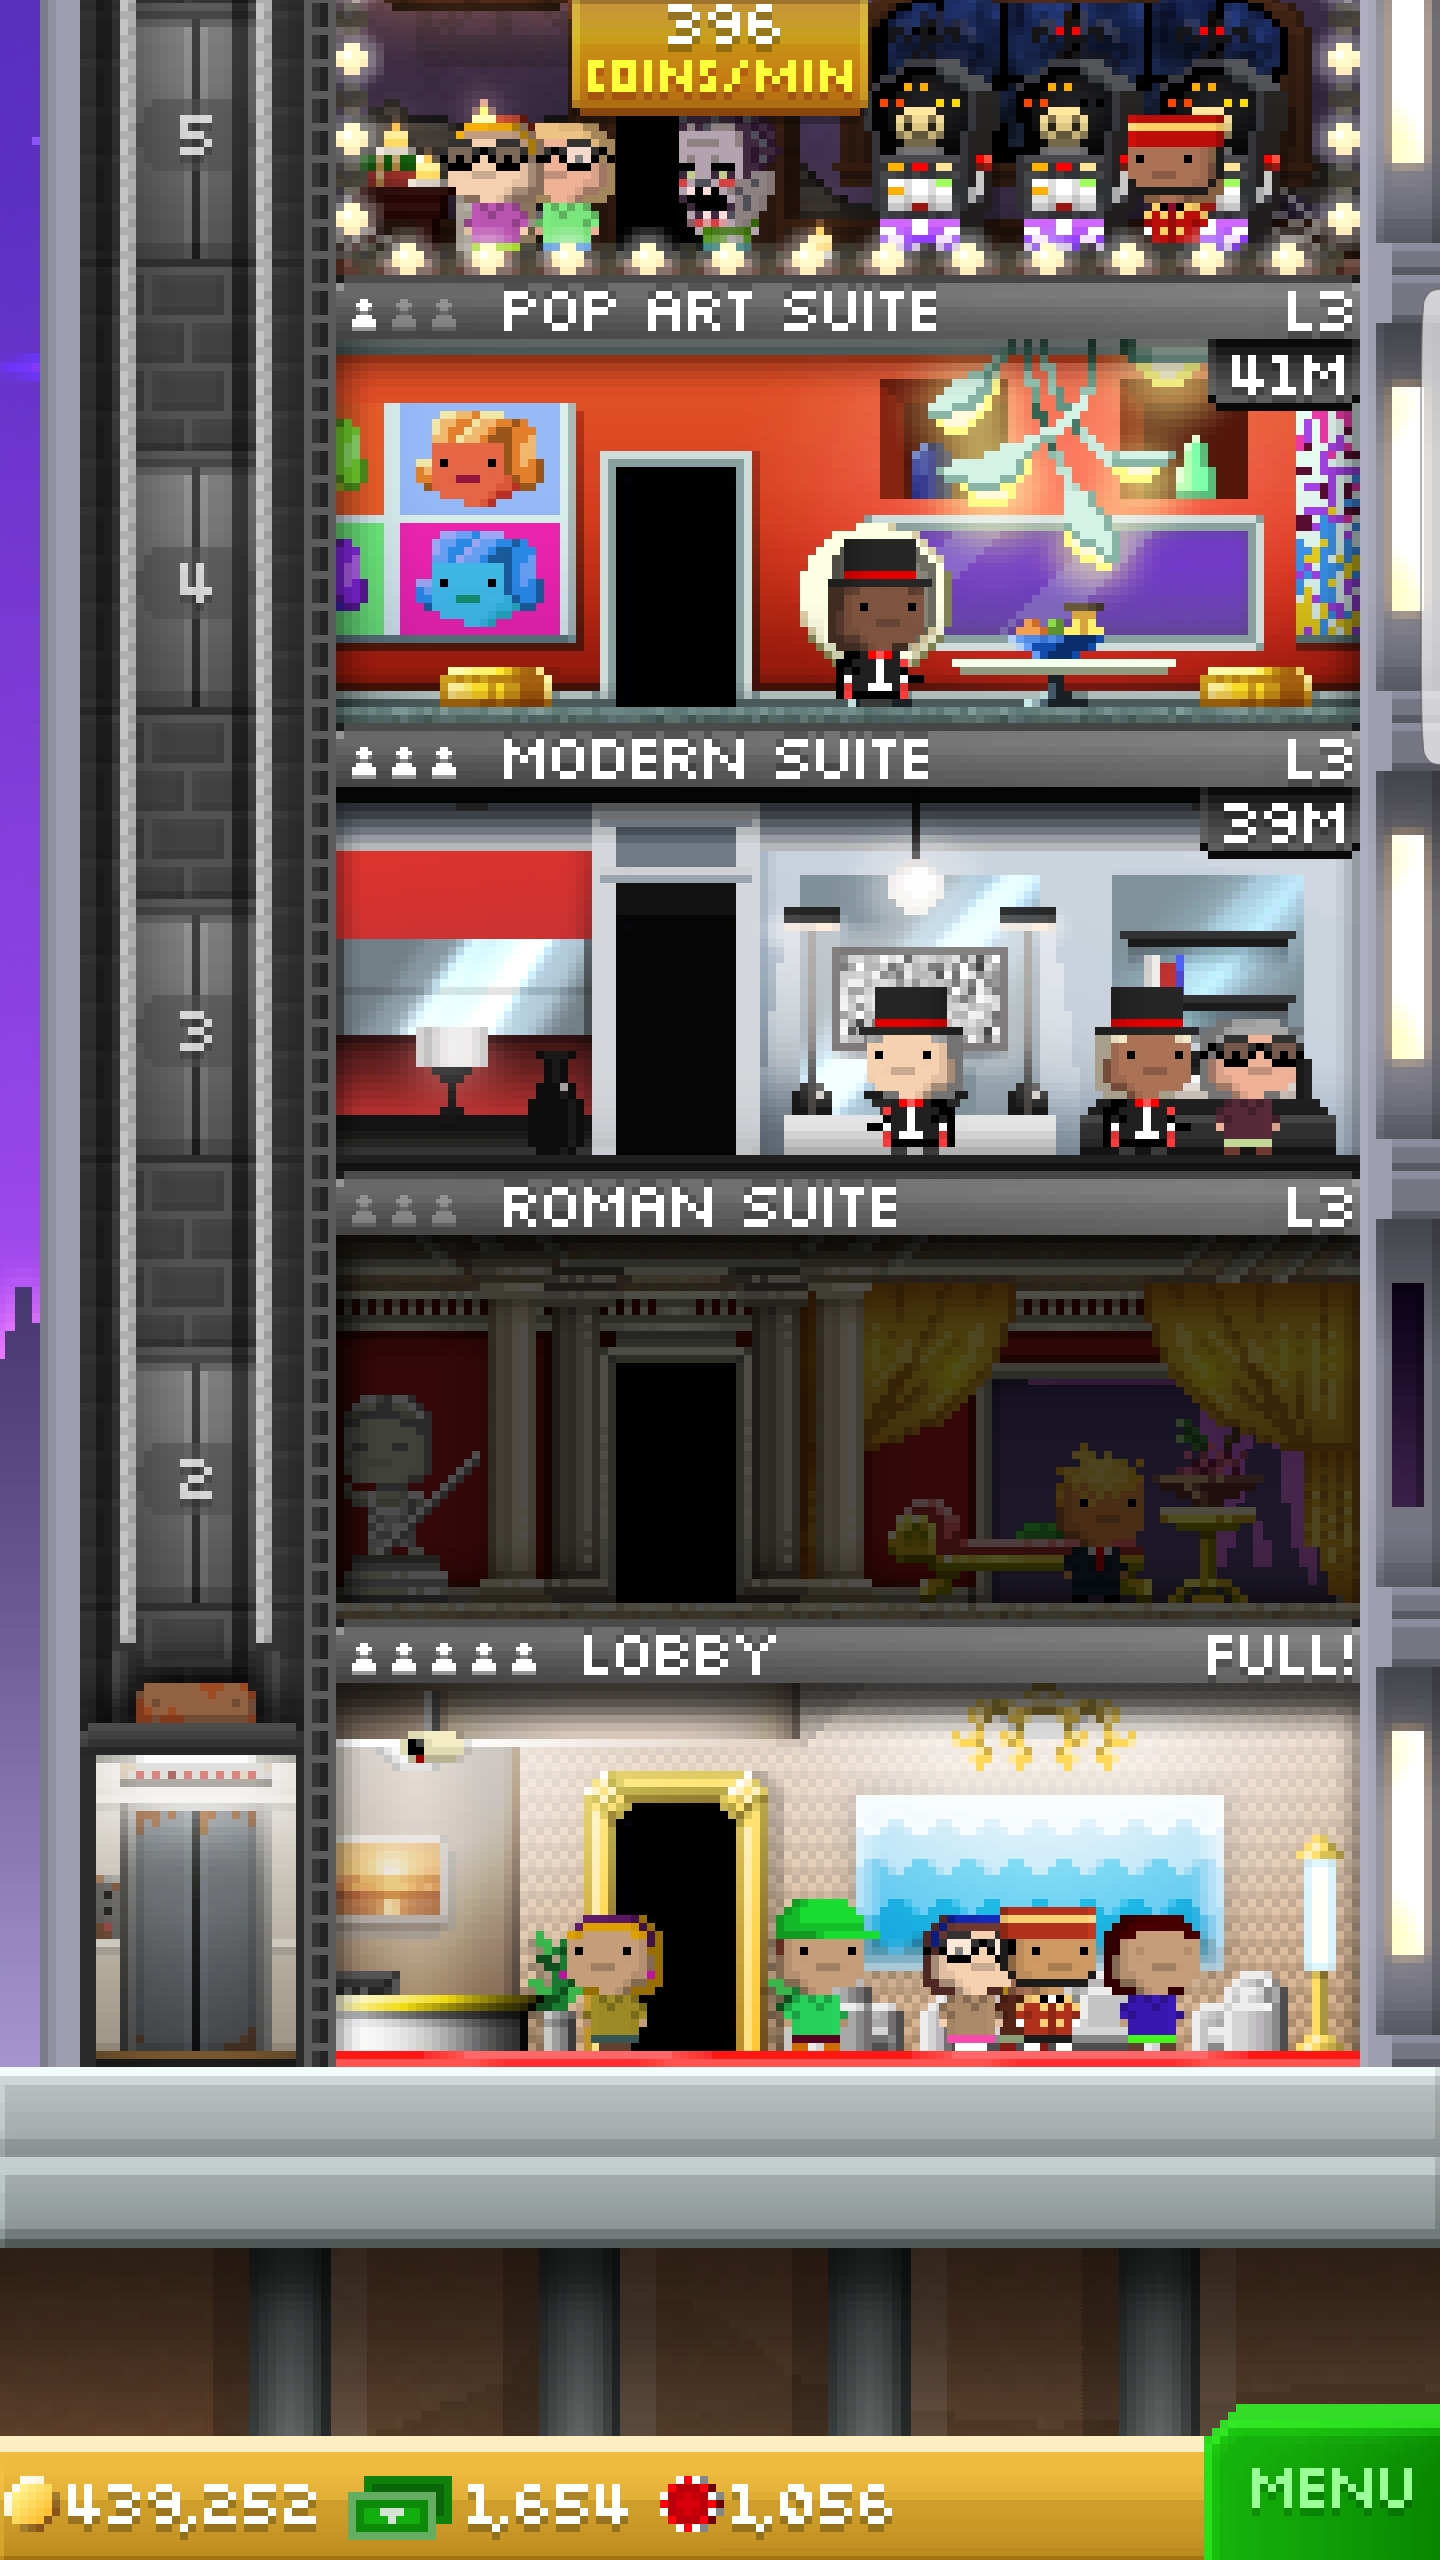 396
COINS/MIN
5
POP ART SUITE L3
41M
4
MODERN SUITE L3
39M
3
ROMAN SUITE L3
2
LOBBY FULL!
439,252 1,654 1,056
MENU